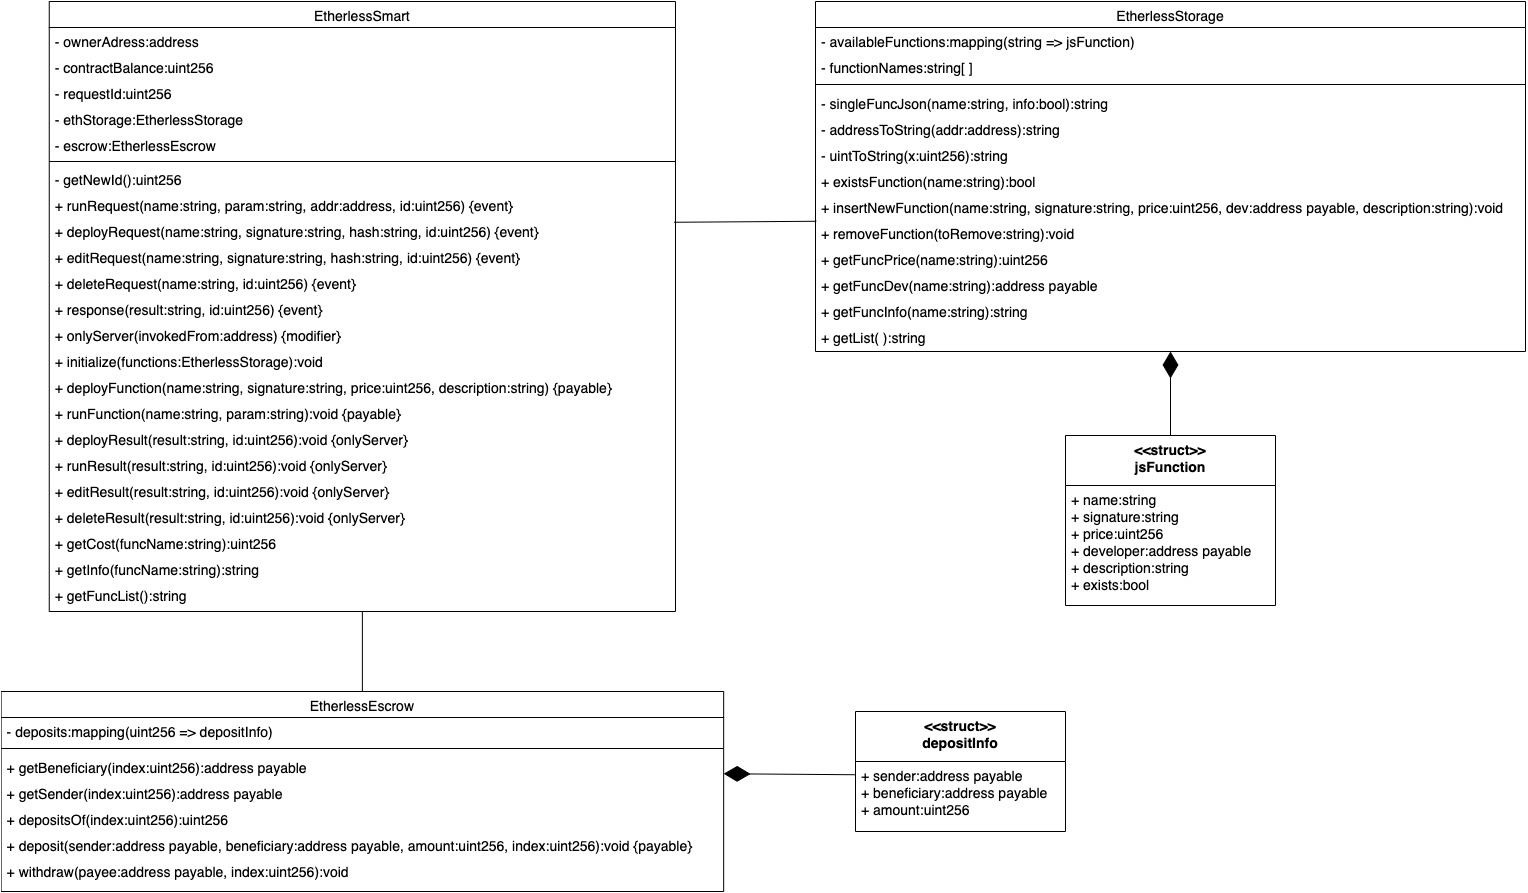 EtherlessSmart
- ownerAdress:address
- contractBalance:uint256
- requestId:uint256
- ethStorage:EtherlessStorage
- escrow:EtherlessEscrow
- getNewId():uint256
+ runRequest(name:string, param:string, addr:address, id:uint256) {event}
+ deployRequest(name:string, signature:string, hash:string, id:uint256) {event}
+ editRequest(name:string, signature:string, hash:string, id:uint256) {event}
+ deleteRequest(name:string, id:uint256) {event}
+ response(result:string, id:uint256) {event}
+ onlyServer(invokedFrom:address) {modifier}
+ initialize(functions:EtherlessStorage):void
+ deployFunction(name:string, signature:string, price:uint256, description:string) {payable}
+ runFunction(name:string, param:string):void {payable}
+ deployResult(result:string, id:uint256):void {onlyServer}
+ runResult(result:string, id:uint256):void {onlyServer}
+ editResult(result:string, id:uint256):void {onlyServer}
+ deleteResult(result:string, id:uint256):void {onlyServer}
+ getCost(funcName:string):uint256
+ getInfo(funcName:string):string
+ getFuncList():string
EtherlessStorage
- availableFunctions:mapping(string => jsFunction)
- functionNames:string[ ]
- singleFuncJson(name:string, info:bool):string
- addressToString(addr:address):string
- uintToString(x:uint256):string
+ existsFunction(name:string):bool
+ insertNewFunction(name:string, signature:string, price:uint256, dev:address payable, description:string):void
+ removeFunction(toRemove:string):void
+ getFuncPrice(name:string):uint256
+ getFuncDev(name:string):address payable
+ getFuncInfo(name:string):string
+ getList( ):string
<<struct>>
jsFunction
+ name:string
+ signature:string
+ price:uint256
+ developer:address payable
+ description:string
+ exists:bool
EtherlessEscrow
- deposits:mapping(uint256 => depositInfo)
+ getBeneficiary(index:uint256):address payable
+ getSender(index:uint256):address payable
+ depositsOf(index:uint256):uint256
+ deposit(sender:address payable, beneficiary:address payable, amount:uint256, index:uint256):void {payable}
+ withdraw(payee:address payable, index:uint256):void
<<struct>>
depositInfo
+ sender:address payable
+ beneficiary:address payable
+ amount:uint256